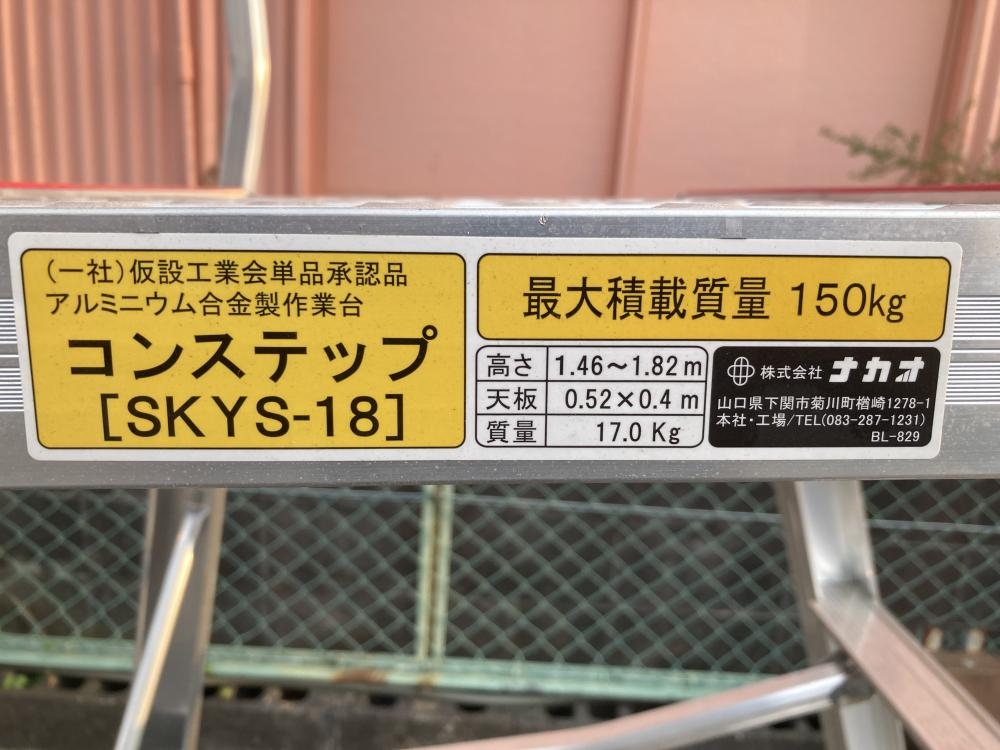 (一社)仮設工業会単品承認品
アルミニウム合金製作業台
コンステップ
[SKYS-18]
最大積載質量 150kg
高さ 1.46～1.82m
天板 0.52×0.4m
質量 17.0 Kg
株式会社 ナカオ
山口県下関市菊川町楢崎1278-1
本社・工場/TEL(083-287-1231)
BL-829